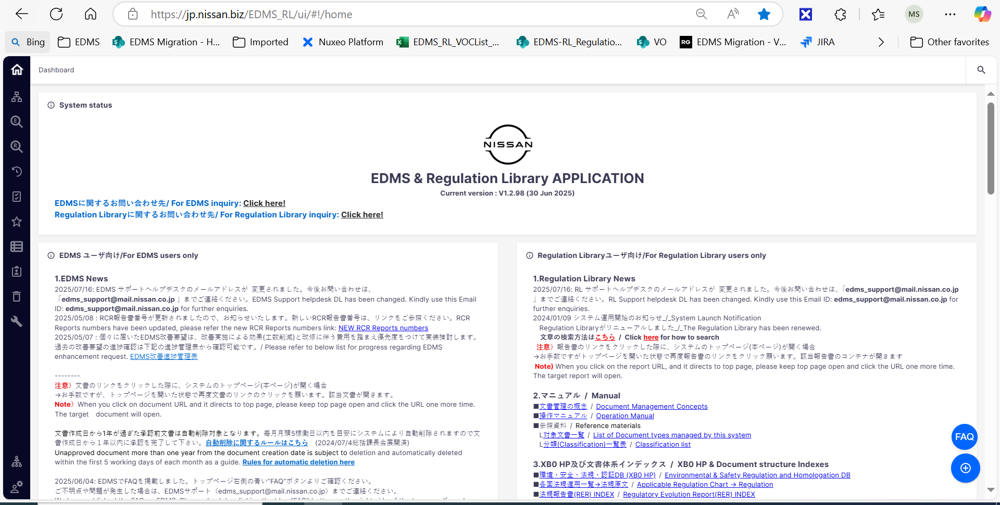 https://jp.nissan.biz/EDMS_RL/ui/#!/home
MS
Bing
EDMS
EDMS Migration - H...
Imported
Nuxeo Platform
EDMS_RL_VOCList_...
EDMS-RL_Regulatio...
VO
RG
EDMS Migration - V...
JIRA
Other favorites
Dashboard
System status
NISSAN
EDMS & Regulation Library APPLICATION
Current version : V1.2.98 (30 Jun 2025)
EDMSに関するお問い合わせ先/ For EDMS inquiry: Click here!
Regulation Libraryに関するお問い合わせ先/ For Regulation Library inquiry: Click here!
EDMS ユーザ向け/For EDMS users only
1.EDMS News
2025/07/16: EDMS サポートヘルプデスクのメールアドレスが 変更されました。今後お問い合わせは、
「edms_support@mail.nissan.co.jp 」までご連絡ください。EDMS Support helpdesk DL has been changed. Kindly use this Email
ID: edms_support@mail.nissan.co.jp for further enquiries.
2025/05/08 : RCR報告書番号が更新されましたので、お知らせいたします。新しいRCR報告書番号は、リンクをご参照ください。RCR
Reports numbers have been updated, please refer the new RCR Reports numbers link: NEW RCR Reports numbers
2025/05/07 : 個々に届いたEDMS改善要望は、改善実施による効果(工数削減)と改修に伴う費用を踏まえ優先度をつけて実装検討します。
過去の改善要望の進捗確認は下記の進捗管理表から確認可能です。/ Please refer to below list for progress regarding EDMS
enhancement request. EDMS改善進捗管理表
--------
注意）文書のリンクをクリックした際に、システムのトップページ(本ページ)が開く場合
→お手数ですが、トップページを開いた状態で再度文書のリンクのクリックを願います。該当文書が開きます。
Note）When you click on document URL and it directs to top page, please keep top page open and click the URL one more time.
The target document will open.
文書作成日から1年が過ぎた承認前文書は自動削除対象となります。毎月月頭5稼働日以内を目安にシステムにより自動削除されますので文
書作成日から１年以内に承認を完了して下さい。自動削除に関するルールはこちら (2024/07/4総括課長会展開済)
Unapproved document more than one year from the document creation date is subject to deletion and automatically deleted
within the first 5 working days of each month as a guide. Rules for automatic deletion here
2025/06/04: EDMSでFAQを掲載しました。トップページ右側の青い“FAQ”ボタンよりご確認ください。
ご不明点や問題が発生した場合は、EDMSサポート（edms_support@mail.nissan.co.jp）までご連絡ください。
Regulation Libraryユーザ向け/For Regulation Library users only
1.Regulation Library News
2025/07/16: RL サポートヘルプデスクのメールアドレスが 変更されました。今後お問い合わせは、「edms_support@mail.nissan.co.jp
」までご連絡ください。RL Support helpdesk DL has been changed. Kindly use this Email ID: edms_support@mail.nissan.co.jp for
further enquiries.
2024/01/09 システム運用開始のお知らせ_/_System Launch Notification
Regulation Libraryがリニューアルしました_/_The Regulation Library has been renewed.
文章の検索方法はこちら / Click here for how to search
注意）報告書のリンクをクリックした際に、システムのトップページ(本ページ)が開く場合
→お手数ですがトップページを開いた状態で再度報告書のリンクをクリック願います。該当報告書のコンテナが開きます
Note) When you click on the report URL, and it directs to top page, please keep top page open and click the URL one more time.
The target report will open.
2.マニュアル / Manual
■文書管理の概念 / Document Management Concepts
■操作マニュアル / Operation Manual
■参照資料 / Reference materials
L対象文書一覧 / List of Document types managed by this system
L分類(Classification)一覧表 / Classification list
3.XB0 HP及び文書体系インデックス / XB0 HP & Document structure Indexes
■環境・安全・法規・認証DB (XB0 HP) / Environmental & Safety Regulation and Homologation DB
■各国法規適用一覧→法規原文 / Applicable Regulation Chart → Regulation
■法規報告書(RER) INDEX / Regulatory Evolution Report(RER) INDEX
FAQ